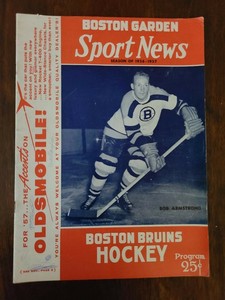 BOSTON GARDEN
Sport News
SEASON OF 1956-1957
B
BOB ARMSTRONG
BOSTON BRUINS
HOCKEY
Program
25¢
FOR '57...THE Accent's ON
OLDSMOBILE!
YOU'RE ALWAYS WELCOME AT YOUR OLDSMOBILE QUALITY DEALER'S!